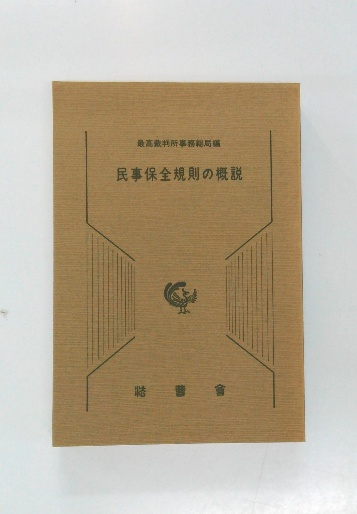 最高裁判所事務総局編
民事保全規則の概説
法曹會